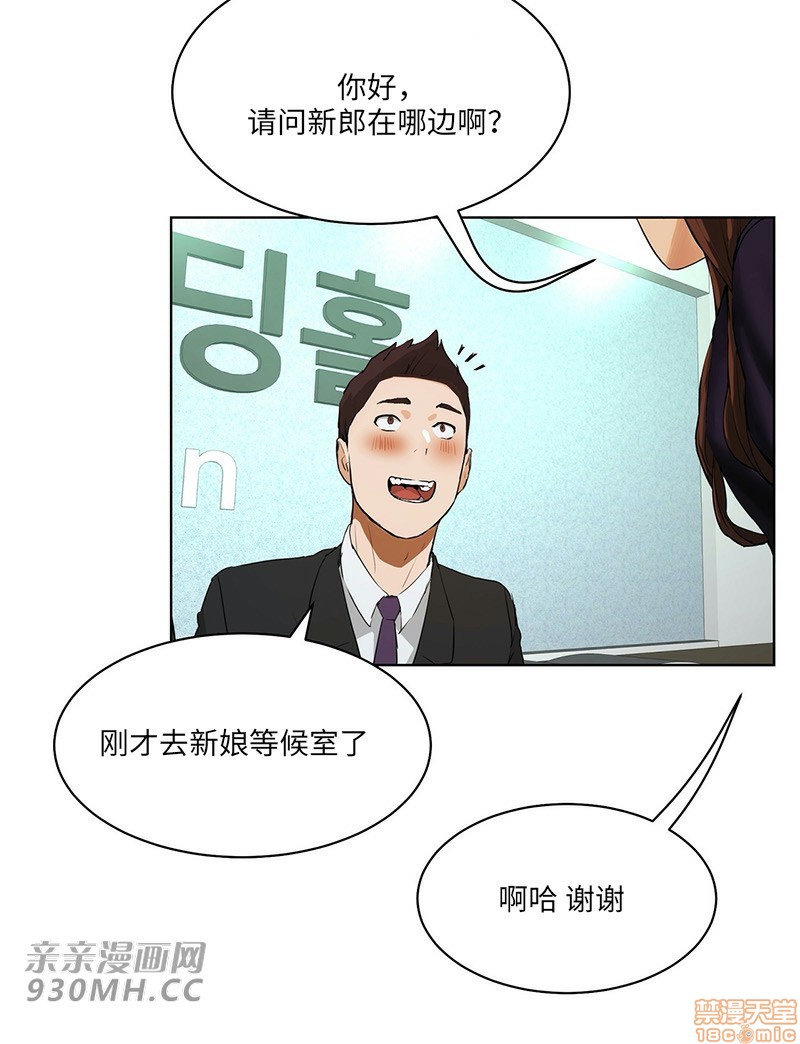 你好，
请问新郎在哪边啊？
딩홀
n
刚才去新娘等候室了
啊哈 谢谢
亲亲漫画网
930MH.CC
禁漫天堂
18comic